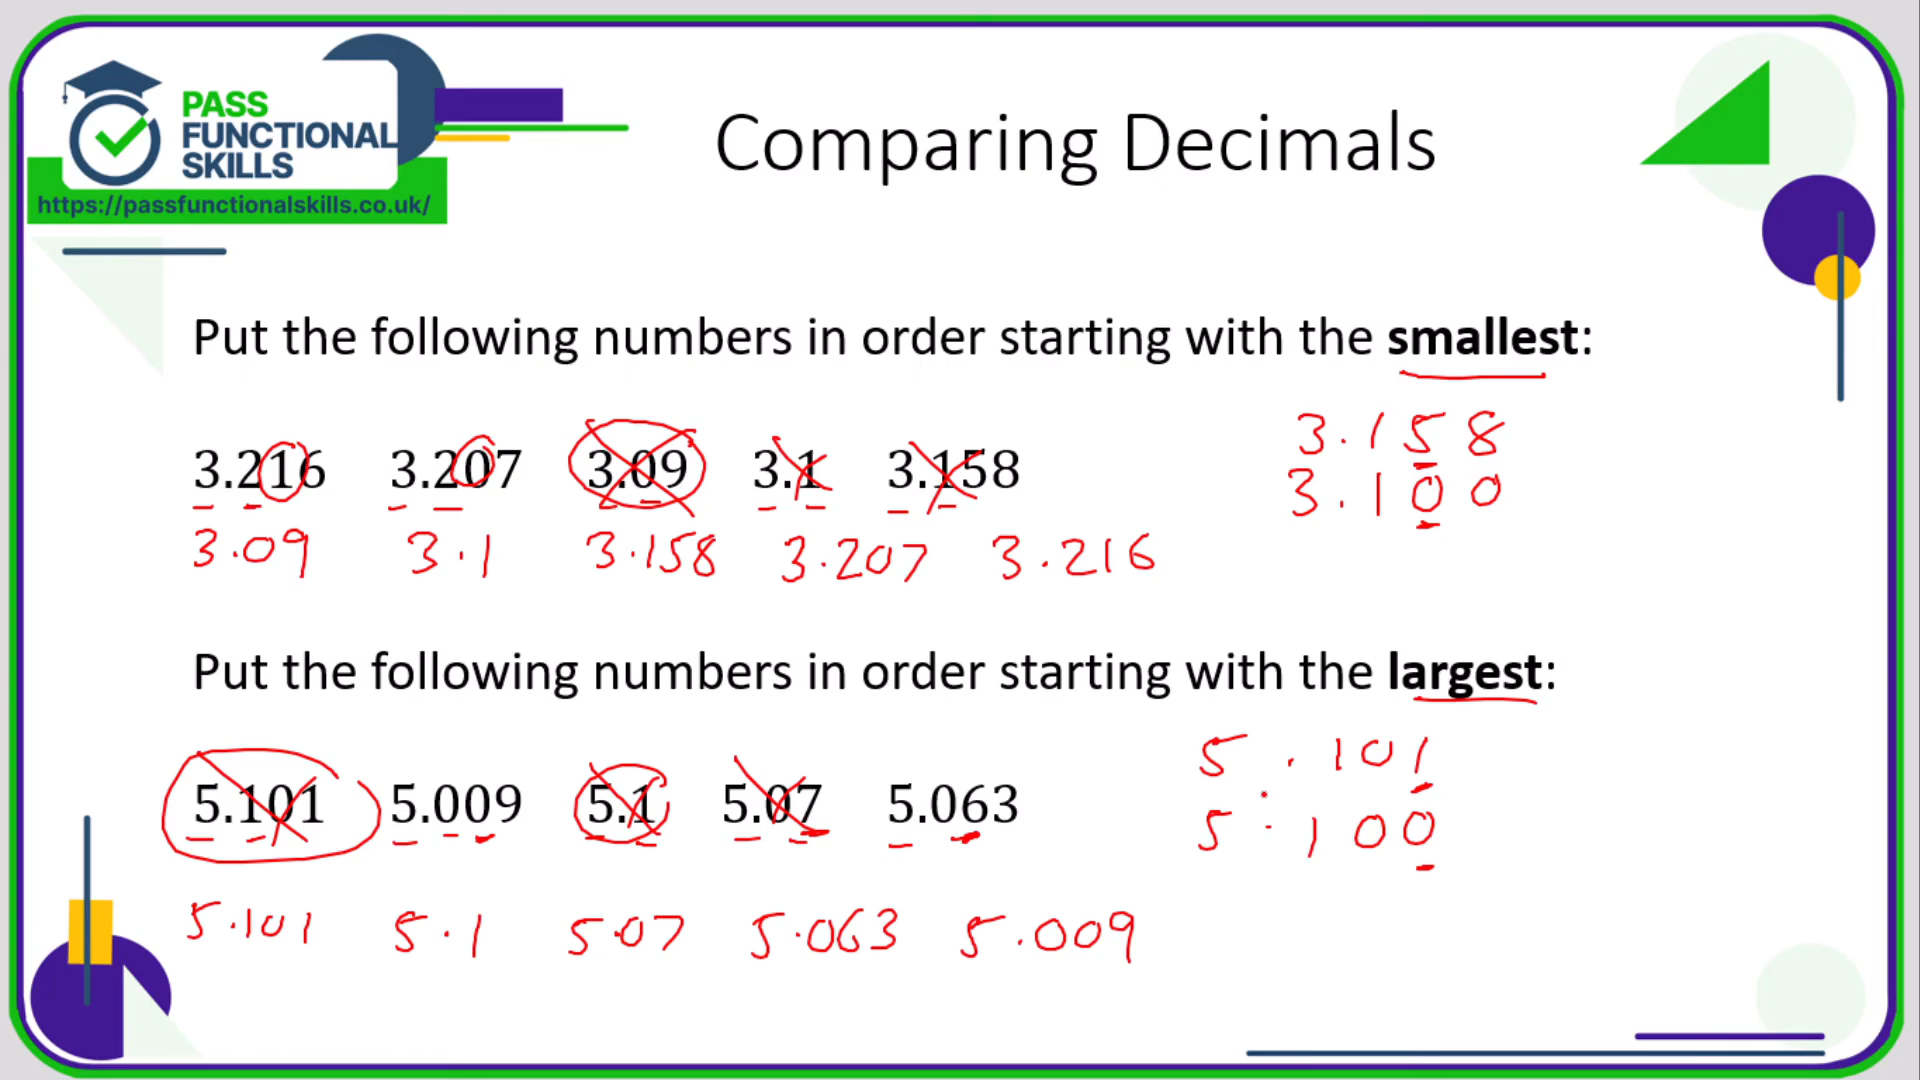 PASS
FUNCTIONAL
SKILLS
https://passfunctionalskills.co.uk/
Comparing Decimals
Put the following numbers in order starting with the smallest:
3.216 3.207 3.09 3.1 3.158
3.158
3.100
3.09 3.1 3.158 3.207 3.216
Put the following numbers in order starting with the largest:
5.101 5.009 5.1 5.07 5.063
5.101
5.100
5.101 5.1 5.07 5.063 5.009